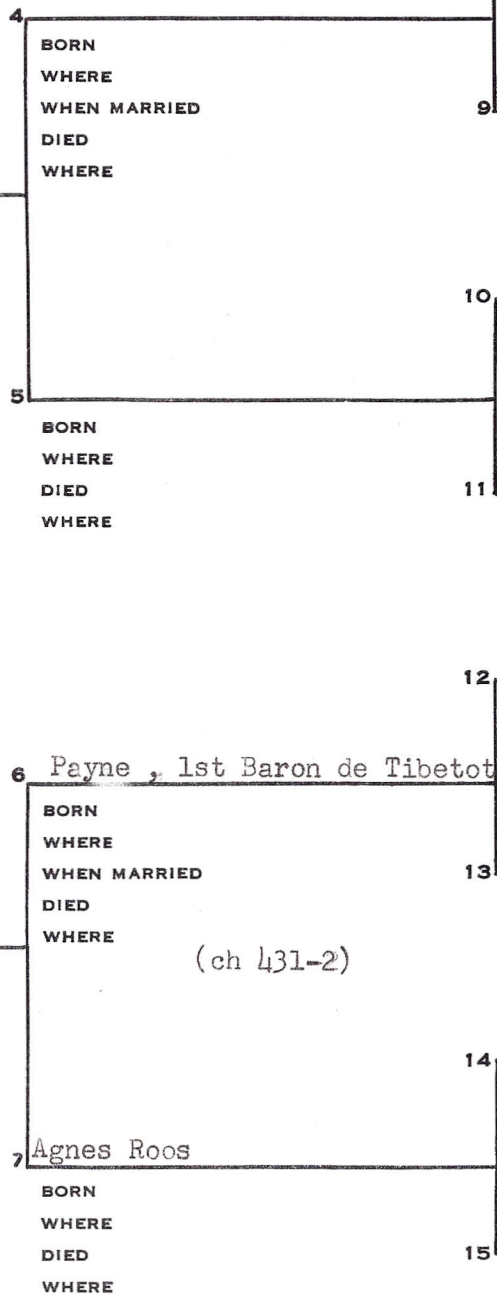 4
BORN
WHERE
WHEN MARRIED
9
DIED
WHERE
10
5
BORN
WHERE
DIED
11
WHERE
12
6 Payne , 1st Baron de Tibetot
BORN
WHERE
WHEN MARRIED
13
DIED
WHERE
(ch 431-2)
14
7 Agnes Roos
BORN
WHERE
DIED
15
WHERE